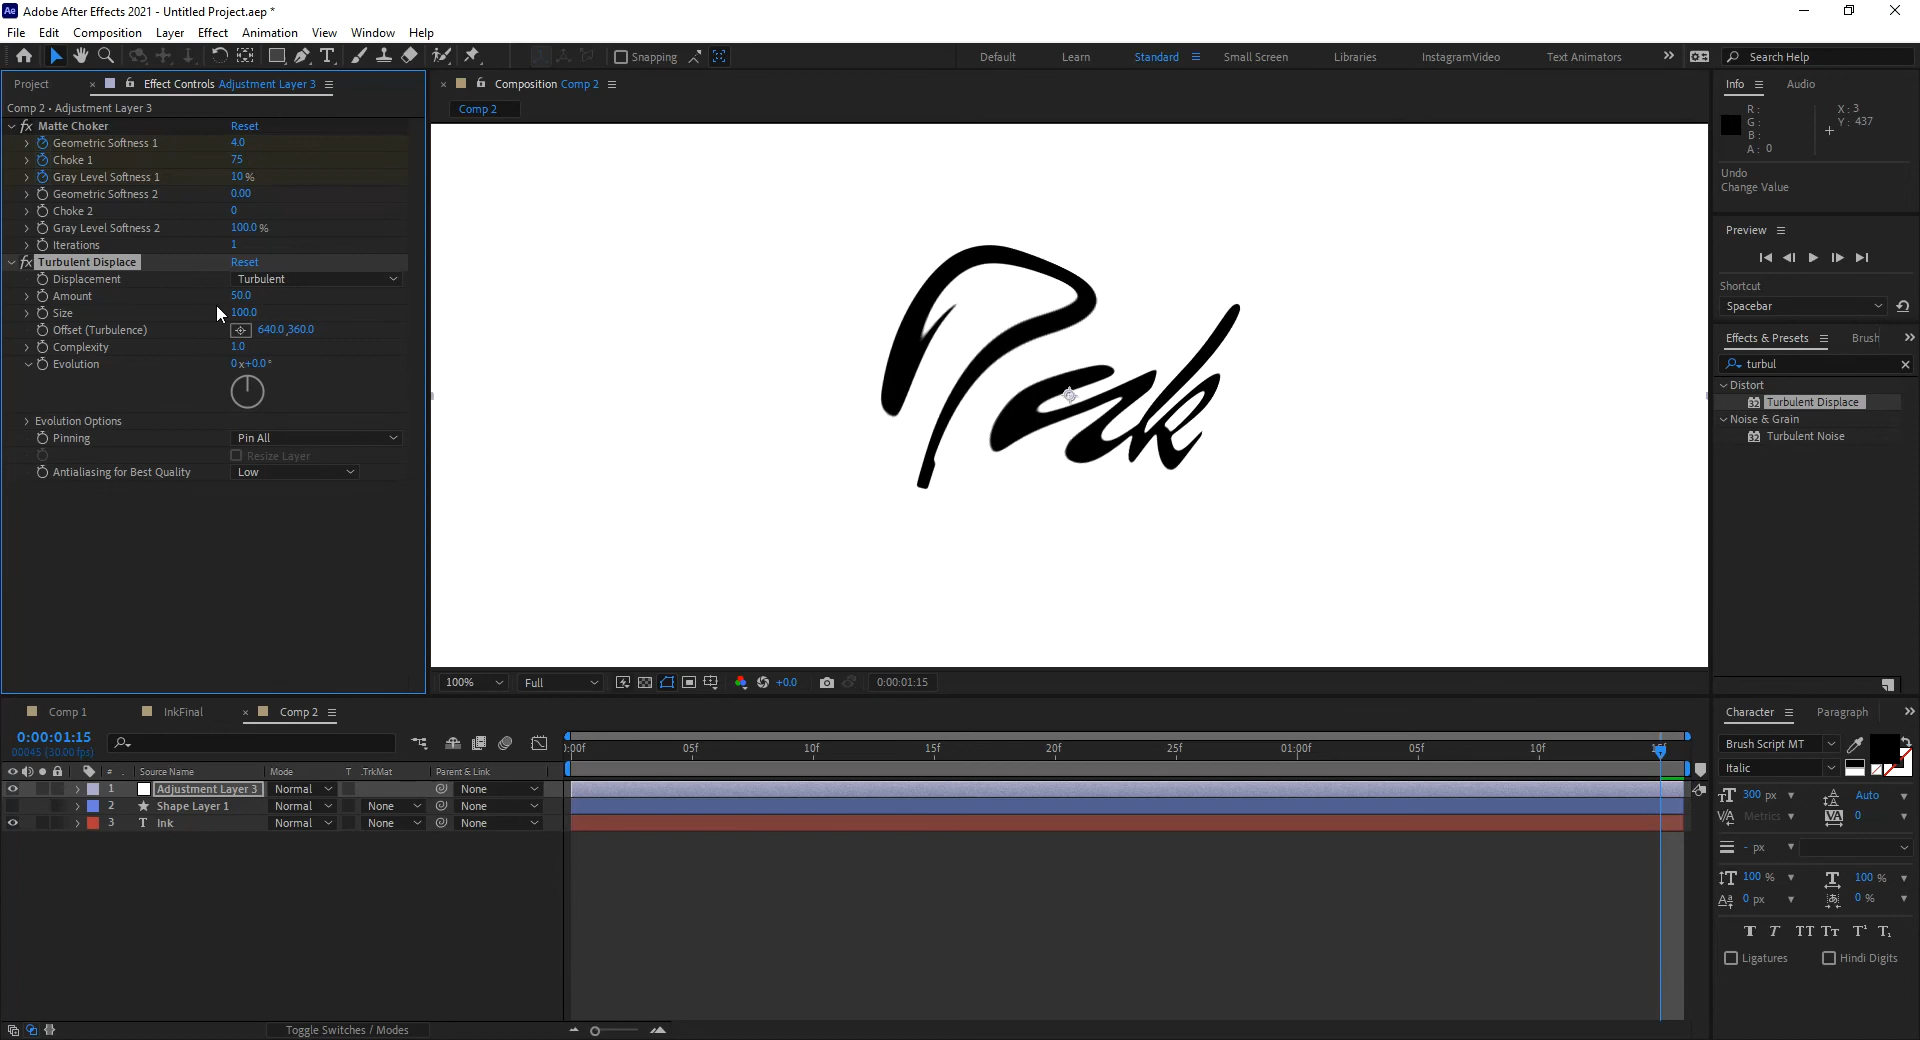 Adobe After Effects 2021 - Untitled Project.aep *
File Edit Composition Layer Effect Animation View Window Help
Snapping
Default Learn Standard Small Screen Libraries InstagramVideo Text Animators
Search Help
Project
Effect Controls Adjustment Layer 3
Comp 2 • Adjustment Layer 3
fx Matte Choker Reset
Geometric Softness 1 4.0
Choke 1 75
Gray Level Softness 1 10 %
Geometric Softness 2 0.00
Choke 2 0
Gray Level Softness 2 100.0 %
Iterations 1
fx Turbulent Displace Reset
Displacement Turbulent
Amount 50.0
Size 100.0
Offset (Turbulence) 640.0 ,360.0
Complexity 1.0
Evolution 0 x+0.0 °
Evolution Options
Pinning Pin All
Resize Layer
Antialiasing for Best Quality Low
Composition Comp 2
Comp 2
100% Full +0.0 0:00:01:15
Info Audio
R :
G :
B :
A : 0
X : 3
Y : 437
Undo
Change Value
Preview
Shortcut
Spacebar
Effects & Presets Brush
turbul
Distort
32 Turbulent Displace
Noise & Grain
32 Turbulent Noise
Comp 1 InkFinal Comp 2
0:00:01:15
00045 (30.00 fps)
# Source Name Mode T .TrkMat Parent & Link
1 Adjustment Layer 3 Normal None
2 Shape Layer 1 Normal None None
3 T Ink Normal None None
):00f 05f 10f 15f 20f 25f 01:00f 05f 10f 15f
Toggle Switches / Modes
Character Paragraph
Brush Script MT
Italic
300 px Auto
Metrics 0
- px
100 % 100 %
0 px 0 %
T T TT Tt T¹ T₁
Ligatures Hindi Digits